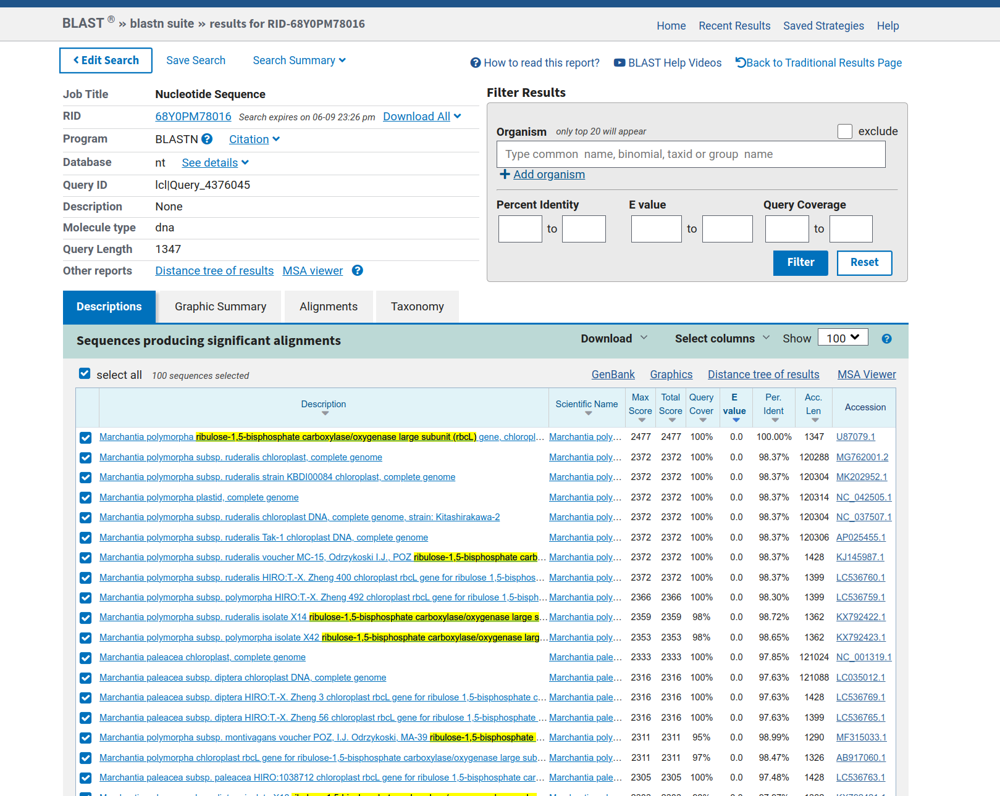 BLAST ® » blastn suite » results for RID-68Y0PM78016
Home Recent Results Saved Strategies Help
Edit Search Save Search Search Summary
How to read this report? BLAST Help Videos Back to Traditional Results Page
Job Title Nucleotide Sequence
RID 68Y0PM78016 Search expires on 06-09 23:26 pm Download All
Program BLASTN Citation
Database nt See details
Query ID lcl|Query_4376045
Description None
Molecule type dna
Query Length 1347
Other reports Distance tree of results MSA viewer
Filter Results
Organism only top 20 will appear exclude
Type common name, binomial, taxid or group name
Add organism
Percent Identity E value Query Coverage
to to to
Filter Reset
Descriptions Graphic Summary Alignments Taxonomy
Sequences producing significant alignments Download Select columns Show 100
select all 100 sequences selected GenBank Graphics Distance tree of results MSA Viewer
Description Scientific Name Max Score Total Score Query Cover E value Per. Ident Acc. Len Accession
Marchantia polymorpha ribulose-1,5-bisphosphate carboxylase/oxygenase large subunit (rbcL) gene, chloropl... Marchantia poly... 2477 2477 100% 0.0 100.00% 1347 U87079.1
Marchantia polymorpha subsp. ruderalis chloroplast, complete genome Marchantia poly... 2372 2372 100% 0.0 98.37% 120288 MG762001.2
Marchantia polymorpha subsp. ruderalis strain KBDI00084 chloroplast, complete genome Marchantia poly... 2372 2372 100% 0.0 98.37% 120304 MK202952.1
Marchantia polymorpha plastid, complete genome Marchantia poly... 2372 2372 100% 0.0 98.37% 120314 NC_042505.1
Marchantia polymorpha subsp. ruderalis chloroplast DNA, complete genome, strain: Kitashirakawa-2 Marchantia poly... 2372 2372 100% 0.0 98.37% 120304 NC_037507.1
Marchantia polymorpha subsp. ruderalis Tak-1 chloroplast DNA, complete genome Marchantia poly... 2372 2372 100% 0.0 98.37% 120306 AP025455.1
Marchantia polymorpha subsp. ruderalis voucher MC-15, Odrzykoski I.J., POZ ribulose-1,5-bisphosphate carb... Marchantia poly... 2372 2372 100% 0.0 98.37% 1428 KJ145987.1
Marchantia polymorpha subsp. ruderalis HIRO:T.-X. Zheng 400 chloroplast rbcL gene for ribulose 1,5-bisphos... Marchantia poly... 2372 2372 100% 0.0 98.37% 1399 LC536760.1
Marchantia polymorpha subsp. polymorpha HIRO:T.-X. Zheng 492 chloroplast rbcL gene for ribulose 1,5-bisph... Marchantia poly... 2366 2366 100% 0.0 98.30% 1399 LC536759.1
Marchantia polymorpha subsp. ruderalis isolate X14 ribulose-1,5-bisphosphate carboxylase/oxygenase large s... Marchantia poly... 2359 2359 98% 0.0 98.72% 1362 KX792422.1
Marchantia polymorpha subsp. polymorpha isolate X42 ribulose-1,5-bisphosphate carboxylase/oxygenase larg... Marchantia poly... 2353 2353 98% 0.0 98.65% 1362 KX792423.1
Marchantia paleacea chloroplast, complete genome Marchantia pale... 2333 2333 100% 0.0 97.85% 121024 NC_001319.1
Marchantia paleacea subsp. diptera chloroplast DNA, complete genome Marchantia pale... 2316 2316 100% 0.0 97.63% 121088 LC035012.1
Marchantia paleacea subsp. diptera HIRO:T.-X. Zheng 3 chloroplast rbcL gene for ribulose 1,5-bisphosphate c... Marchantia pale... 2316 2316 100% 0.0 97.63% 1428 LC536769.1
Marchantia paleacea subsp. diptera HIRO:T.-X. Zheng 56 chloroplast rbcL gene for ribulose 1,5-bisphosphate ... Marchantia pale... 2316 2316 100% 0.0 97.63% 1399 LC536765.1
Marchantia polymorpha subsp. montivagans voucher POZ, I.J. Odrzykoski, MA-39 ribulose-1,5-bisphosphate ... Marchantia poly... 2311 2311 95% 0.0 98.99% 1290 MF315033.1
Marchantia polymorpha chloroplast rbcL gene for ribulose-1,5-bisphosphate carboxylase/oxygenase large sub... Marchantia poly... 2311 2311 97% 0.0 98.47% 1326 AB917060.1
Marchantia paleacea subsp. paleacea HIRO:1038712 chloroplast rbcL gene for ribulose 1,5-bisphosphate car... Marchantia pale... 2305 2305 100% 0.0 97.48% 1428 LC536763.1